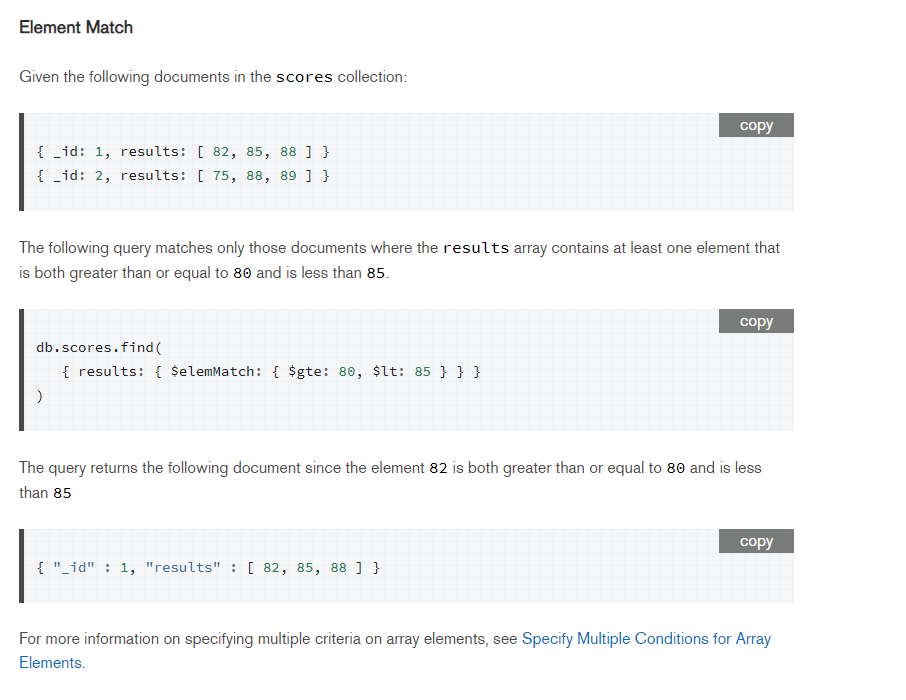 Element Match
Given the following documents in the scores collection:
copy
{ _id: 1, results: [ 82, 85, 88 ] }
{ _id: 2, results: [ 75, 88, 89 ] }
The following query matches only those documents where the results array contains at least one element that
is both greater than or equal to 80 and is less than 85.
copy
db.scores.find(
   { results: { $elemMatch: { $gte: 80, $lt: 85 } } }
)
The query returns the following document since the element 82 is both greater than or equal to 80 and is less
than 85
copy
{ "_id" : 1, "results" : [ 82, 85, 88 ] }
For more information on specifying multiple criteria on array elements, see Specify Multiple Conditions for Array
Elements.